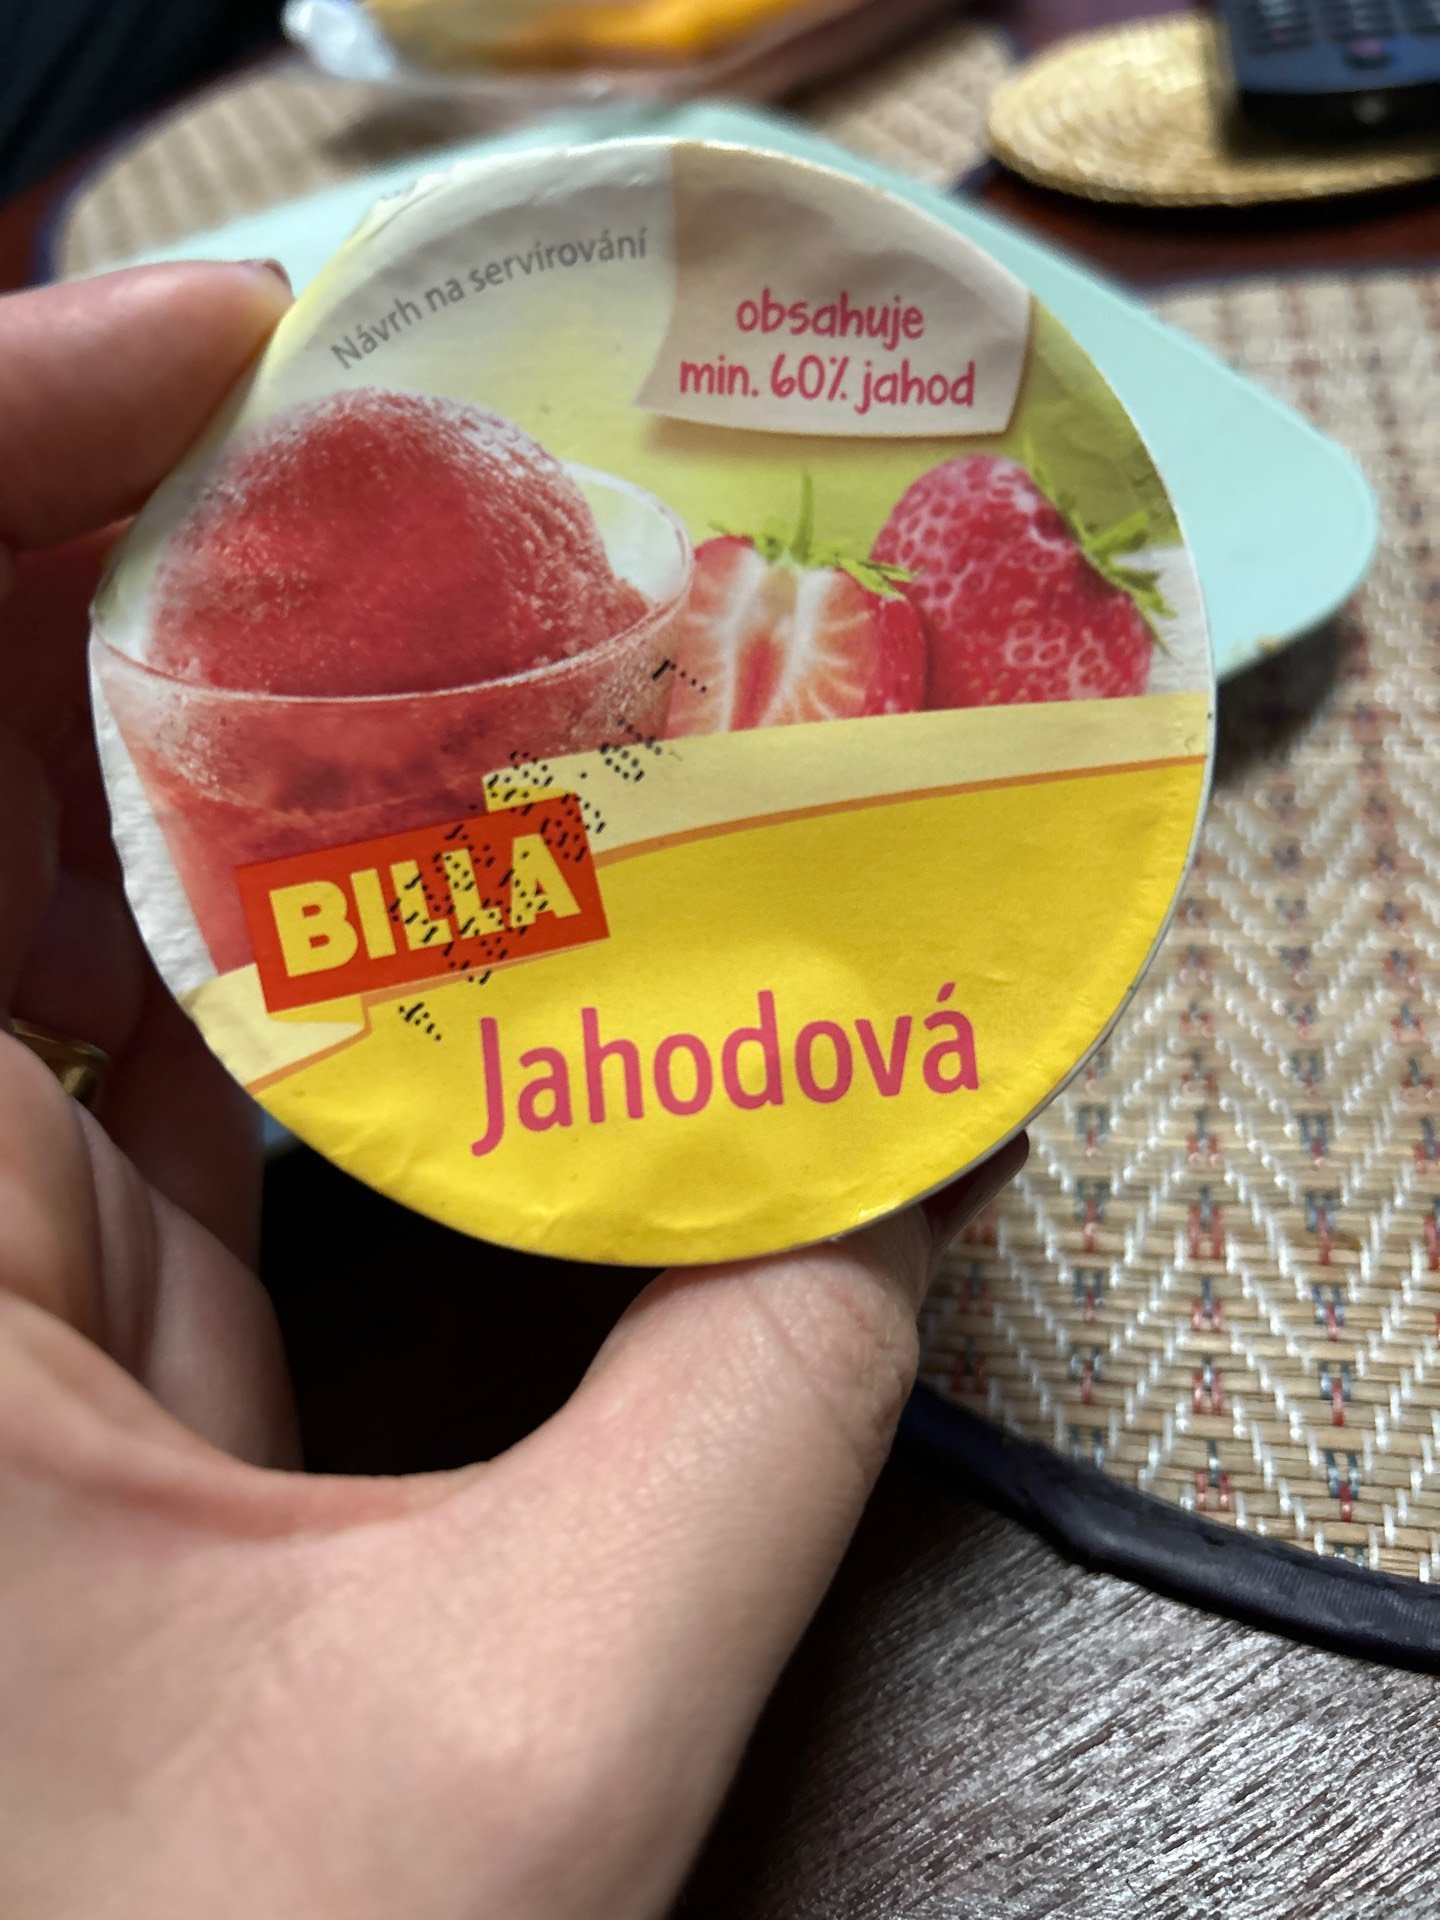 Návrh na servírování
obsahuje
min. 60% jahod
BILLA
Jahodová